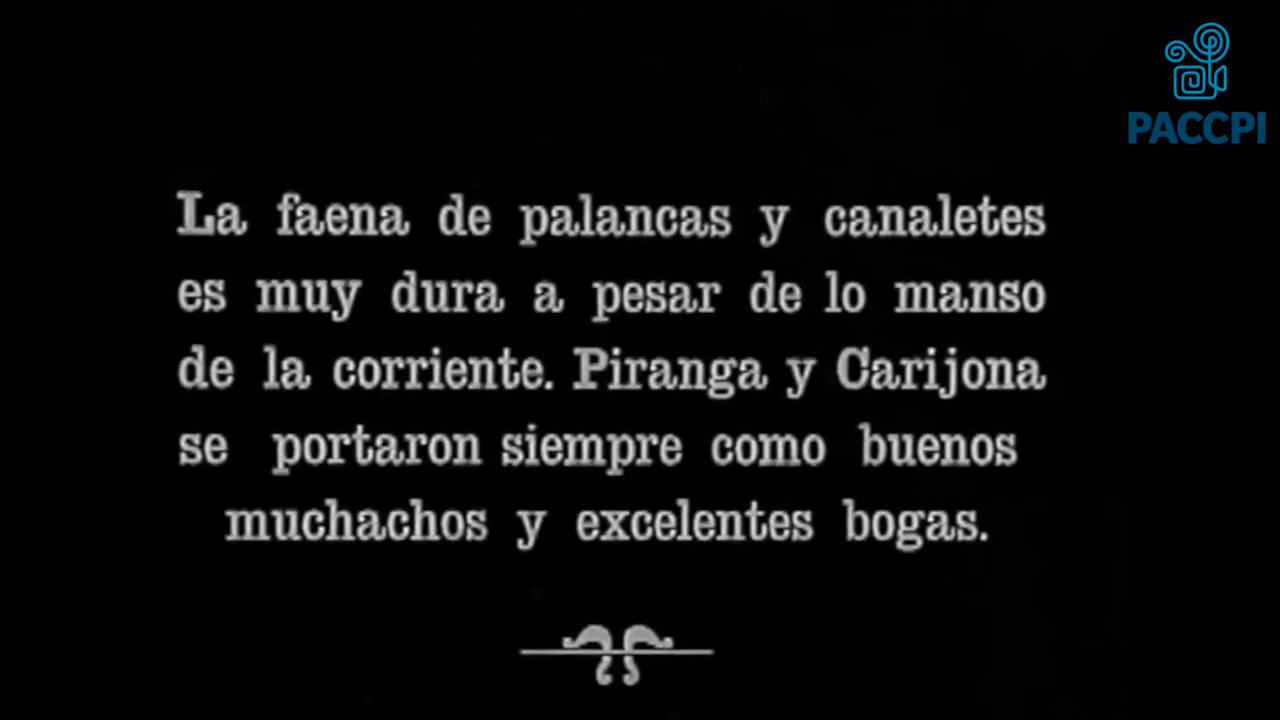 PACCPI
La faena de palancas y canaletes
es muy dura a pesar de lo manso
de la corriente. Piranga y Carijona
se portaron siempre como buenos
muchachos y excelentes bogas.